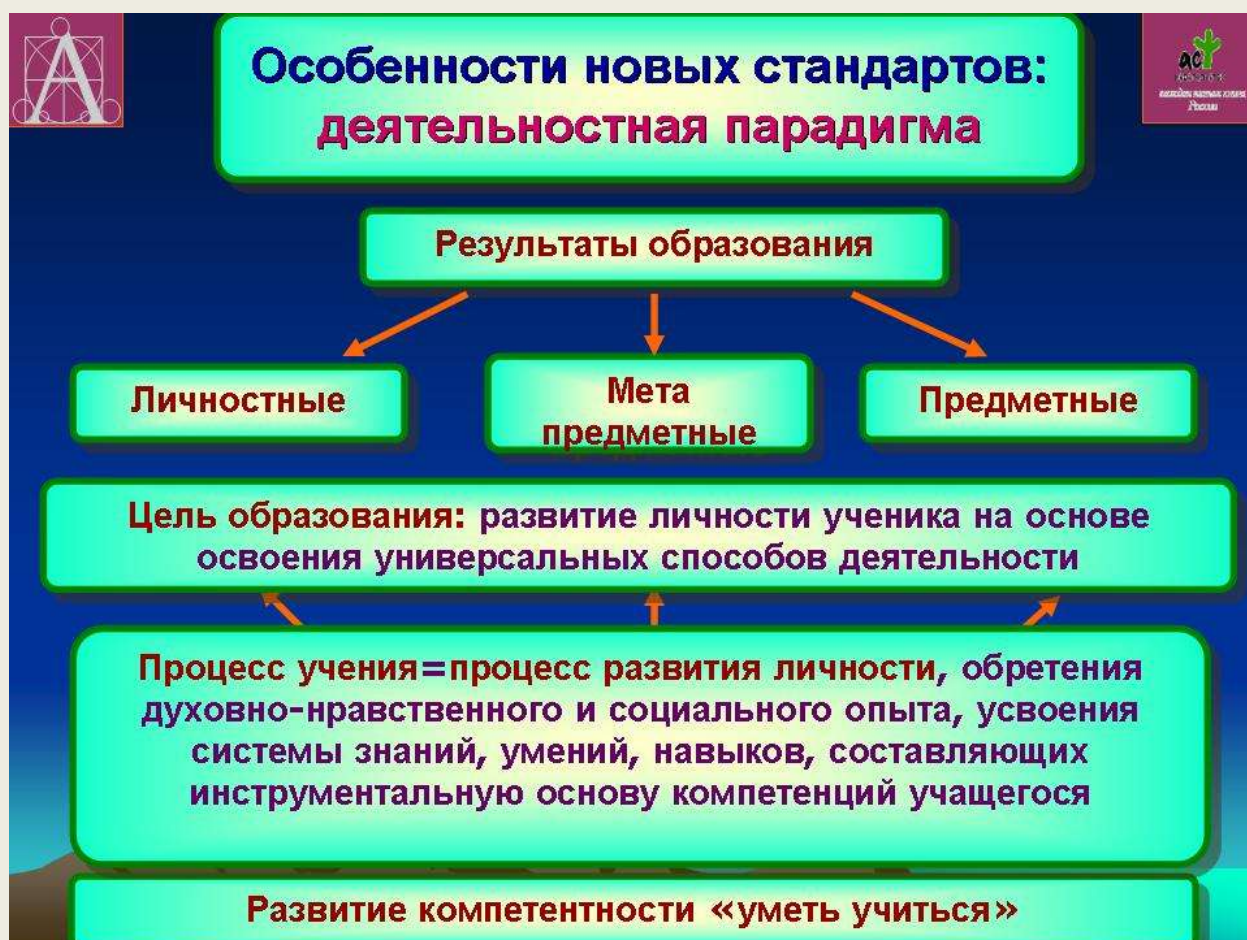 Особенности новых стандартов:
деятельностная парадигма
Результаты образования
Личностные
Мета
предметные
Предметные
Цель образования: развитие личности ученика на основе
освоения универсальных способов деятельности
Процесс учения=процесс развития личности, обретения
духовно-нравственного и социального опыта, усвоения
системы знаний, умений, навыков, составляющих
инструментальную основу компетенций учащегося
Развитие компетентности «уметь учиться»